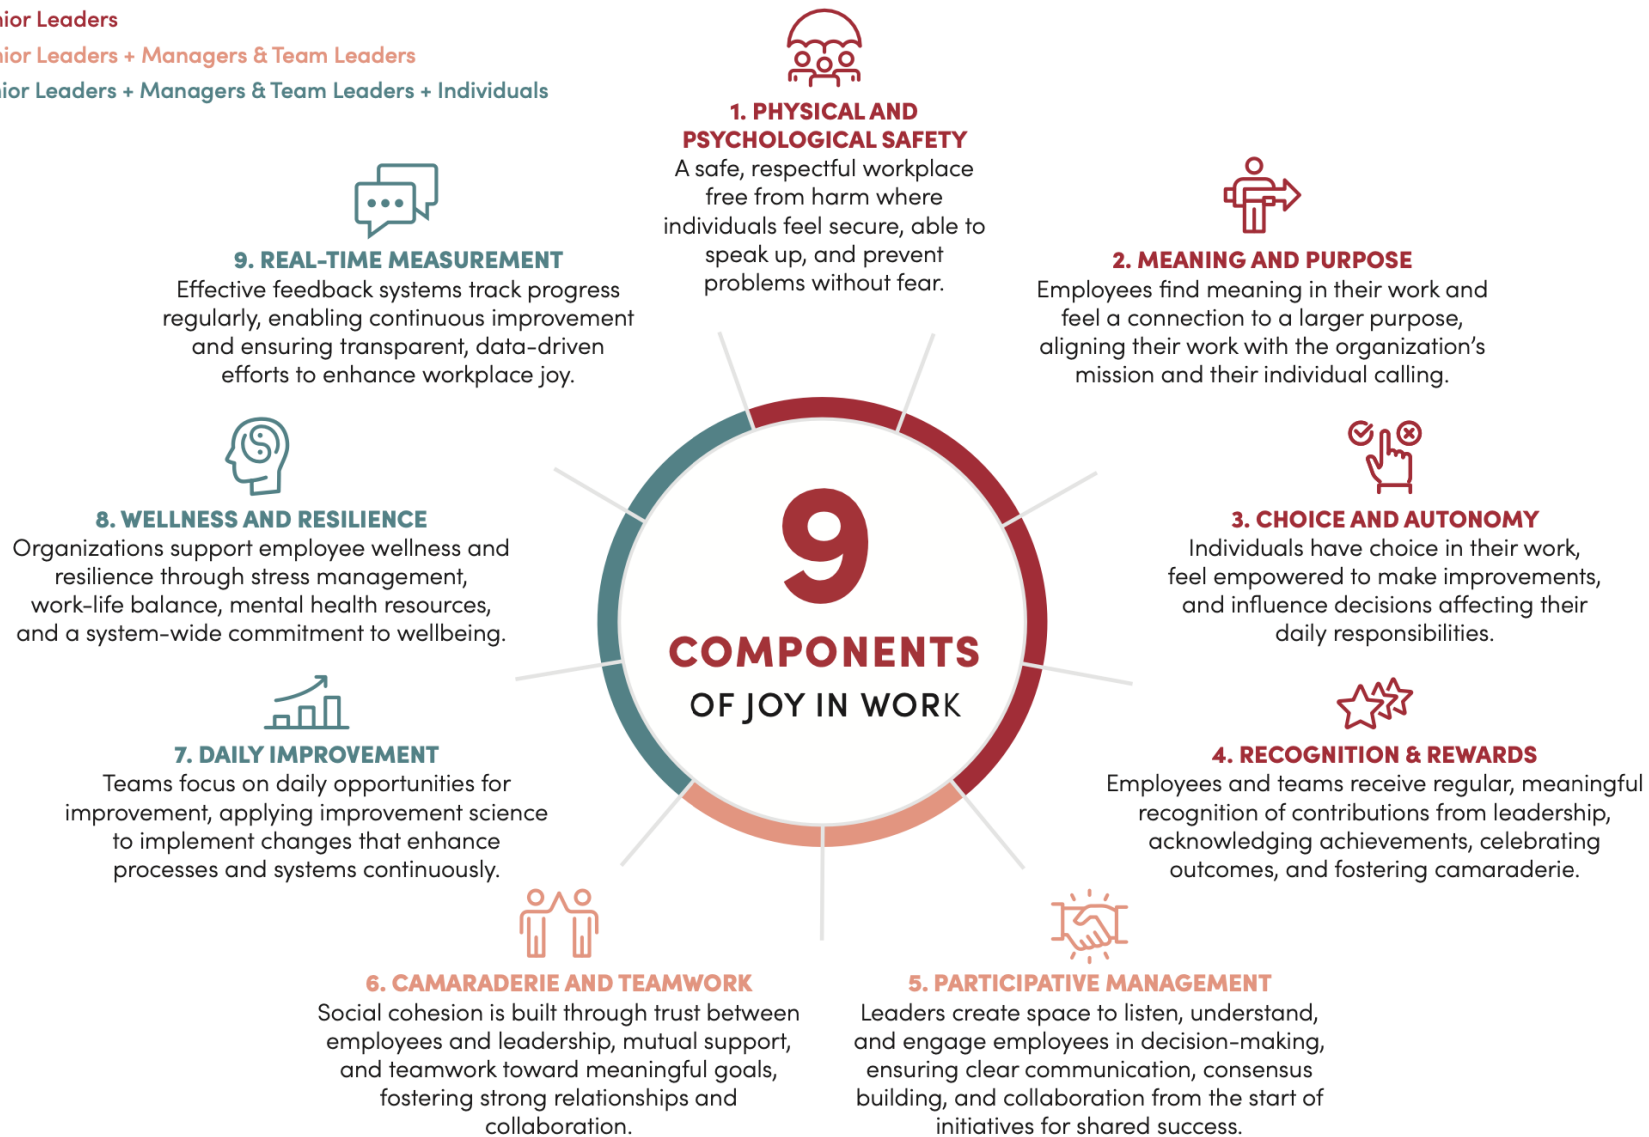 nior Leaders
nior Leaders + Managers & Team Leaders
nior Leaders + Managers & Team Leaders + Individuals
1. PHYSICAL AND
PSYCHOLOGICAL SAFETY
A safe, respectful workplace
free from harm where
individuals feel secure, able to
speak up, and prevent
problems without fear.
2. MEANING AND PURPOSE
Employees find meaning in their work and
feel a connection to a larger purpose,
aligning their work with the organization's
mission and their individual calling.
3. CHOICE AND AUTONOMY
Individuals have choice in their work,
feel empowered to make improvements,
and influence decisions affecting their
daily responsibilities.
4. RECOGNITION & REWARDS
Employees and teams receive regular, meaningful
recognition of contributions from leadership,
acknowledging achievements, celebrating
outcomes, and fostering camaraderie.
5. PARTICIPATIVE MANAGEMENT
Leaders create space to listen, understand,
and engage employees in decision-making,
ensuring clear communication, consensus
building, and collaboration from the start of
initiatives for shared success.
6. CAMARADERIE AND TEAMWORK
Social cohesion is built through trust between
employees and leadership, mutual support,
and teamwork toward meaningful goals,
fostering strong relationships and
collaboration.
7. DAILY IMPROVEMENT
Teams focus on daily opportunities for
improvement, applying improvement science
to implement changes that enhance
processes and systems continuously.
8. WELLNESS AND RESILIENCE
Organizations support employee wellness and
resilience through stress management,
work-life balance, mental health resources,
and a system-wide commitment to wellbeing.
9. REAL-TIME MEASUREMENT
Effective feedback systems track progress
regularly, enabling continuous improvement
and ensuring transparent, data-driven
efforts to enhance workplace joy.
9
COMPONENTS
OF JOY IN WORK